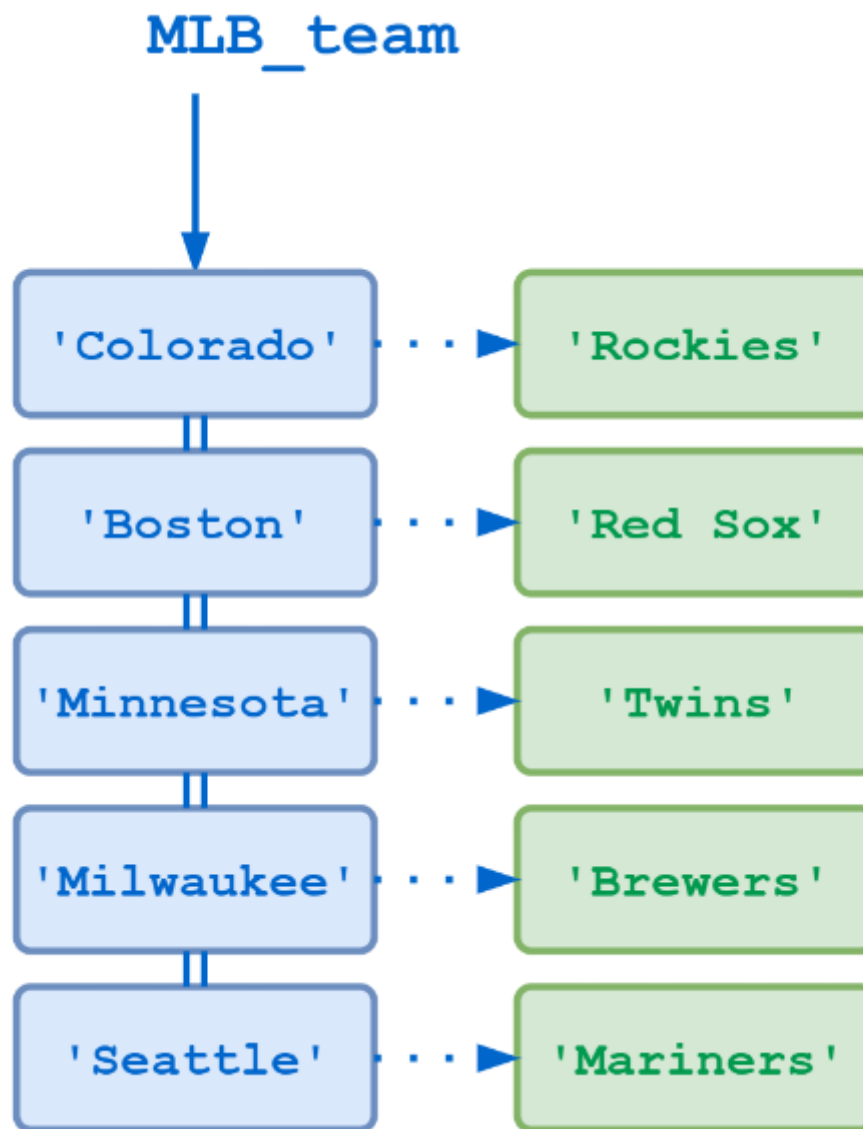 MLB_team
'Colorado' 'Rockies'
'Boston' 'Red Sox'
'Minnesota' 'Twins'
'Milwaukee' 'Brewers'
'Seattle' 'Mariners'